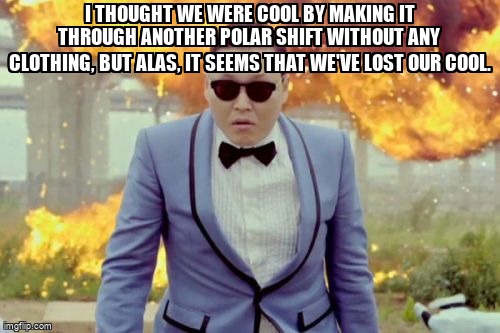 I THOUGHT WE WERE COOL BY MAKING IT
THROUGH ANOTHER POLAR SHIFT WITHOUT ANY
CLOTHING, BUT ALAS, IT SEEMS THAT WE'VE LOST OUR COOL.
imgflip.com